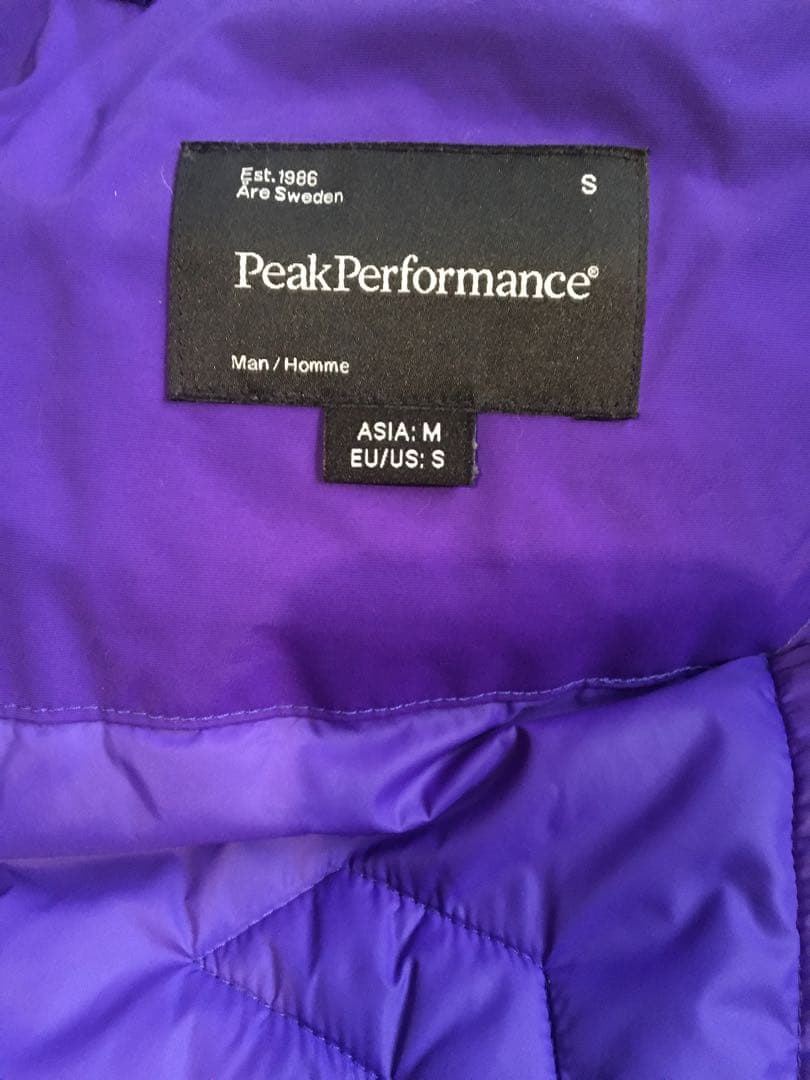 Est.1986
Åre Sweden
S
PeakPerformance®
Man / Homme
ASIA: M
EU/US: S